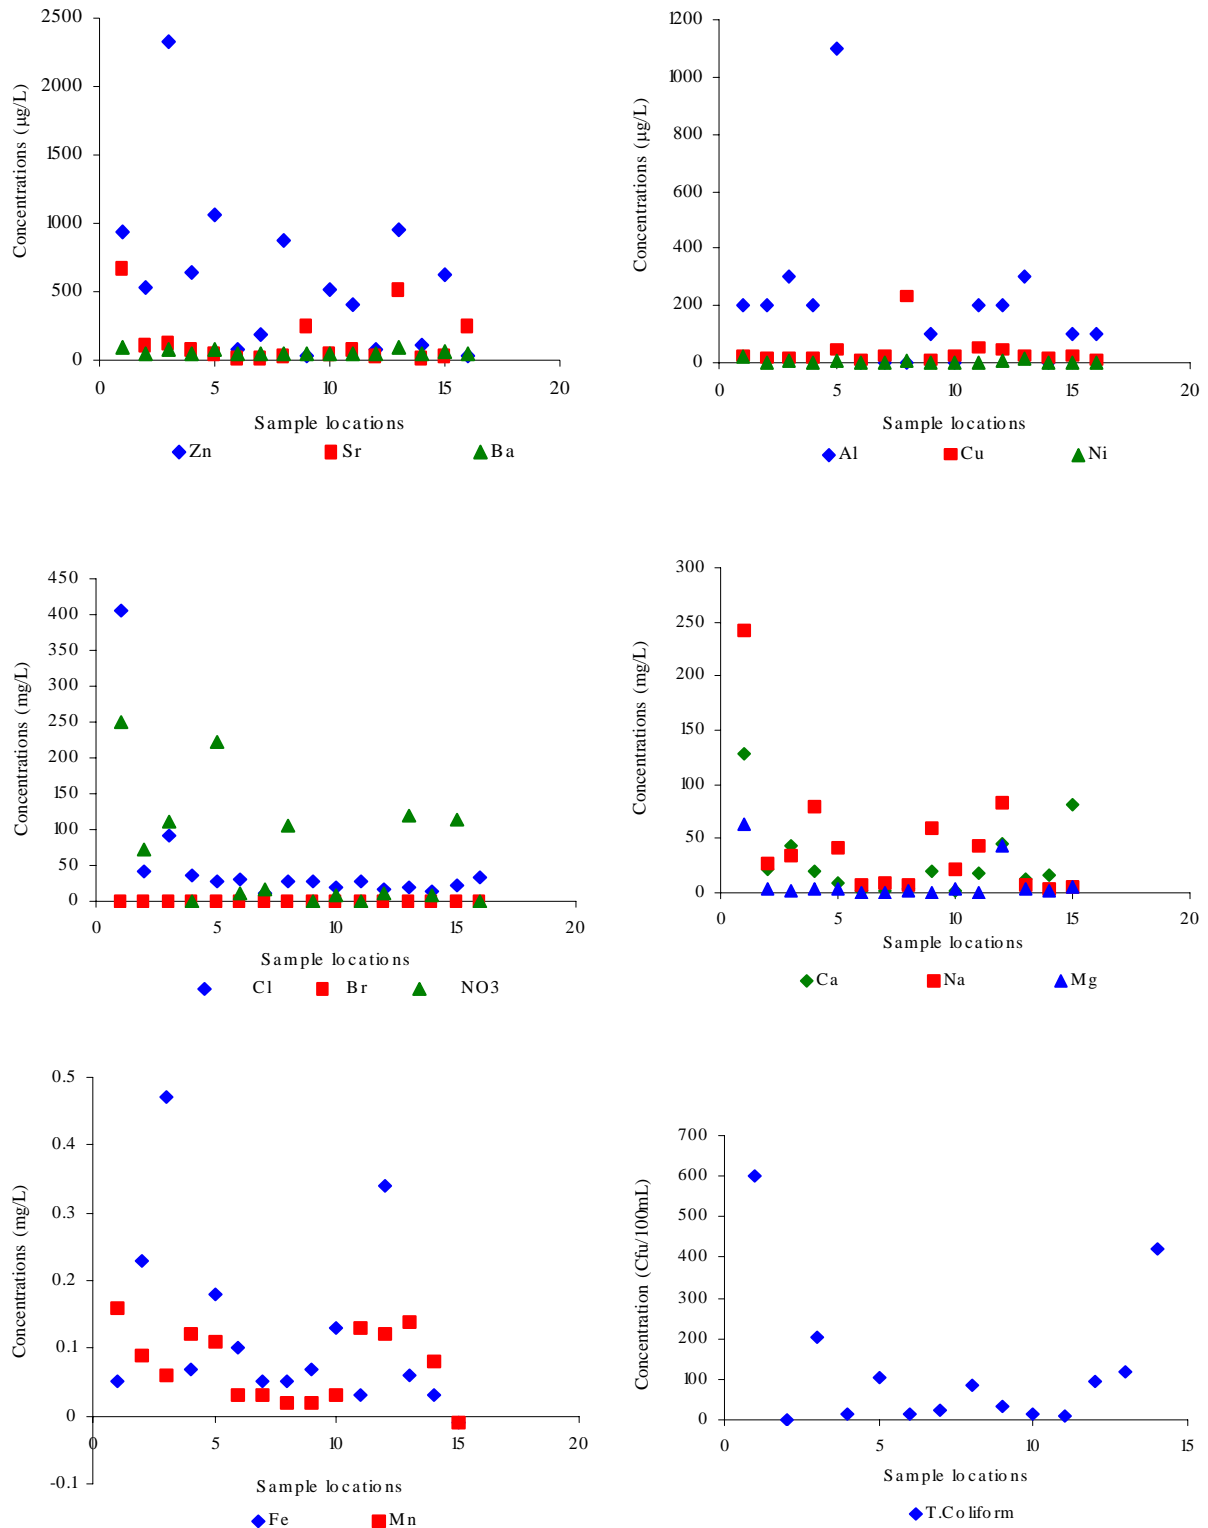 2500
2000
1500
1000
500
0
Concentrations (µg/L)
0 5 10 15 20
Sample locations
Zn Sr Ba
1200
1000
800
600
400
200
0
Concentrations (µg/L)
0 5 10 15 20
Sample locations
Al Cu Ni
450
400
350
300
250
200
150
100
50
0
Concentrations (mg/L)
0 5 10 15 20
Sample locations
Cl Br NO3
300
250
200
150
100
50
0
Concentrations (mg/L)
0 5 10 15 20
Sample locations
Ca Na Mg
0.5
0.4
0.3
0.2
0.1
0
-0.1
Concentrations (mg/L)
0 5 10 15 20
Sample locations
Fe Mn
700
600
500
400
300
200
100
0
Concentration (Cfu/100mL)
0 5 10 15
Sample locations
T.Coliform